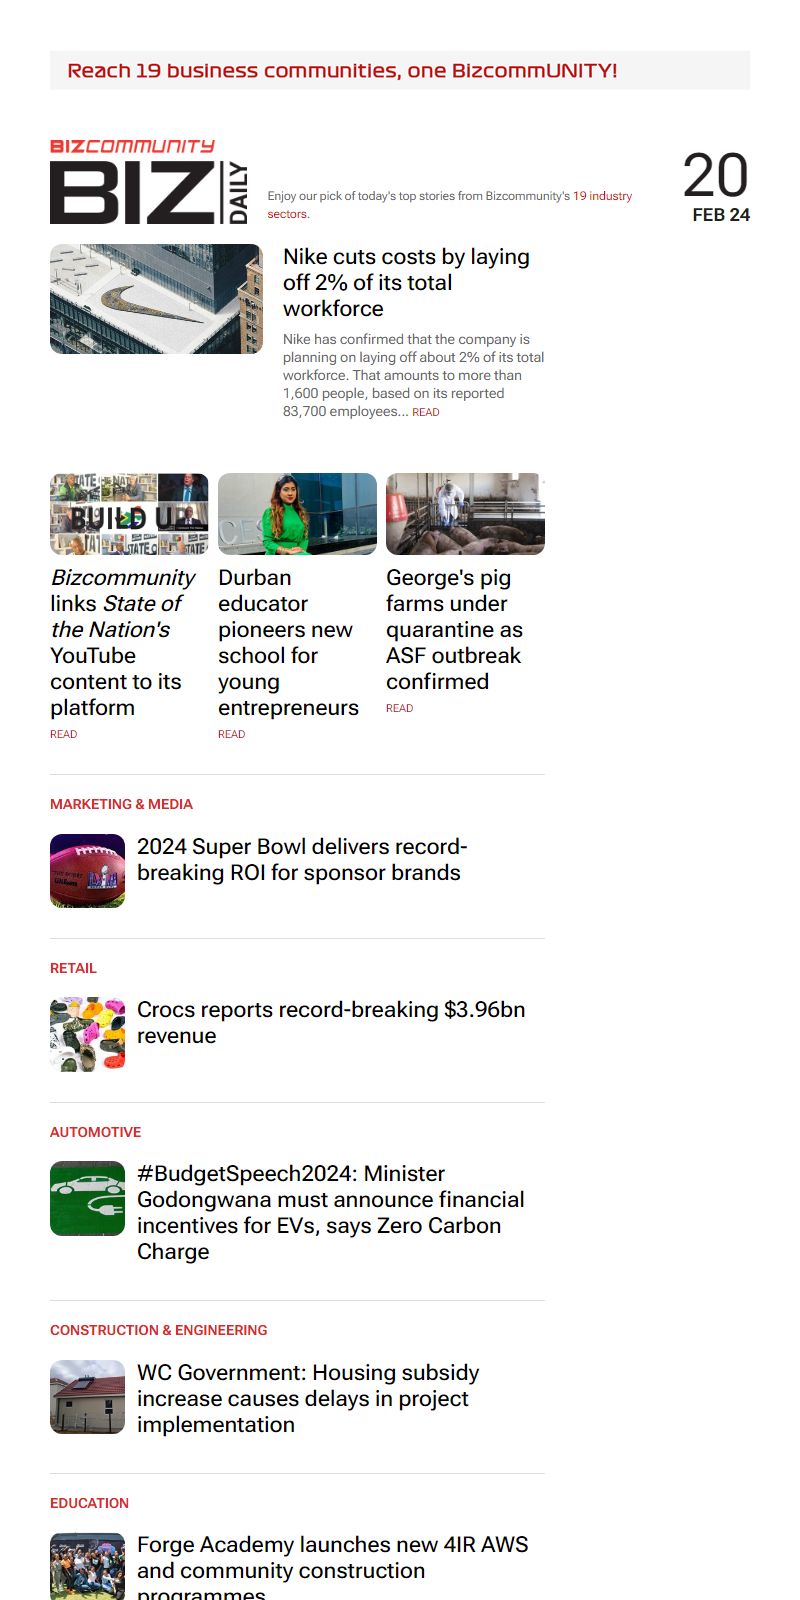 Reach 19 business communities, one BizcommUNITY!
BIZCOMMUNITY
BIZ DAILY
Enjoy our pick of today's top stories from Bizcommunity's 19 industry
sectors.
20
FEB 24
Nike cuts costs by laying
off 2% of its total
workforce
Nike has confirmed that the company is
planning on laying off about 2% of its total
workforce. That amounts to more than
1,600 people, based on its reported
83,700 employees... READ
BUILD UP
Bizcommunity
links State of
the Nation's
YouTube
content to its
platform
READ
Durban
educator
pioneers new
school for
young
entrepreneurs
READ
George's pig
farms under
quarantine as
ASF outbreak
confirmed
READ
MARKETING & MEDIA
2024 Super Bowl delivers record-
breaking ROI for sponsor brands
RETAIL
Crocs reports record-breaking $3.96bn
revenue
AUTOMOTIVE
#BudgetSpeech2024: Minister
Godongwana must announce financial
incentives for EVs, says Zero Carbon
Charge
CONSTRUCTION & ENGINEERING
WC Government: Housing subsidy
increase causes delays in project
implementation
EDUCATION
Forge Academy launches new 4IR AWS
and community construction
programmes